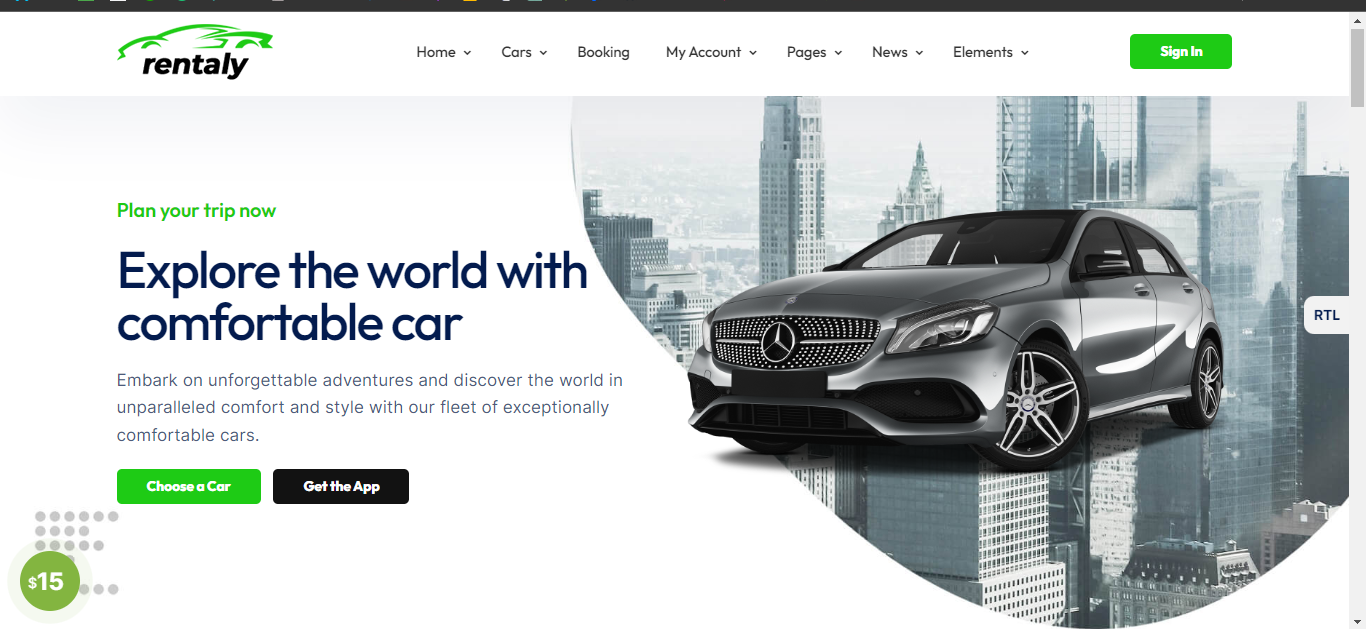 rentaly
Home Cars Booking My Account Pages News Elements
Sign In
Plan your trip now
Explore the world with
comfortable car
RTL
Embark on unforgettable adventures and discover the world in
unparalleled comfort and style with our fleet of exceptionally
comfortable cars.
Choose a Car Get the App
$15